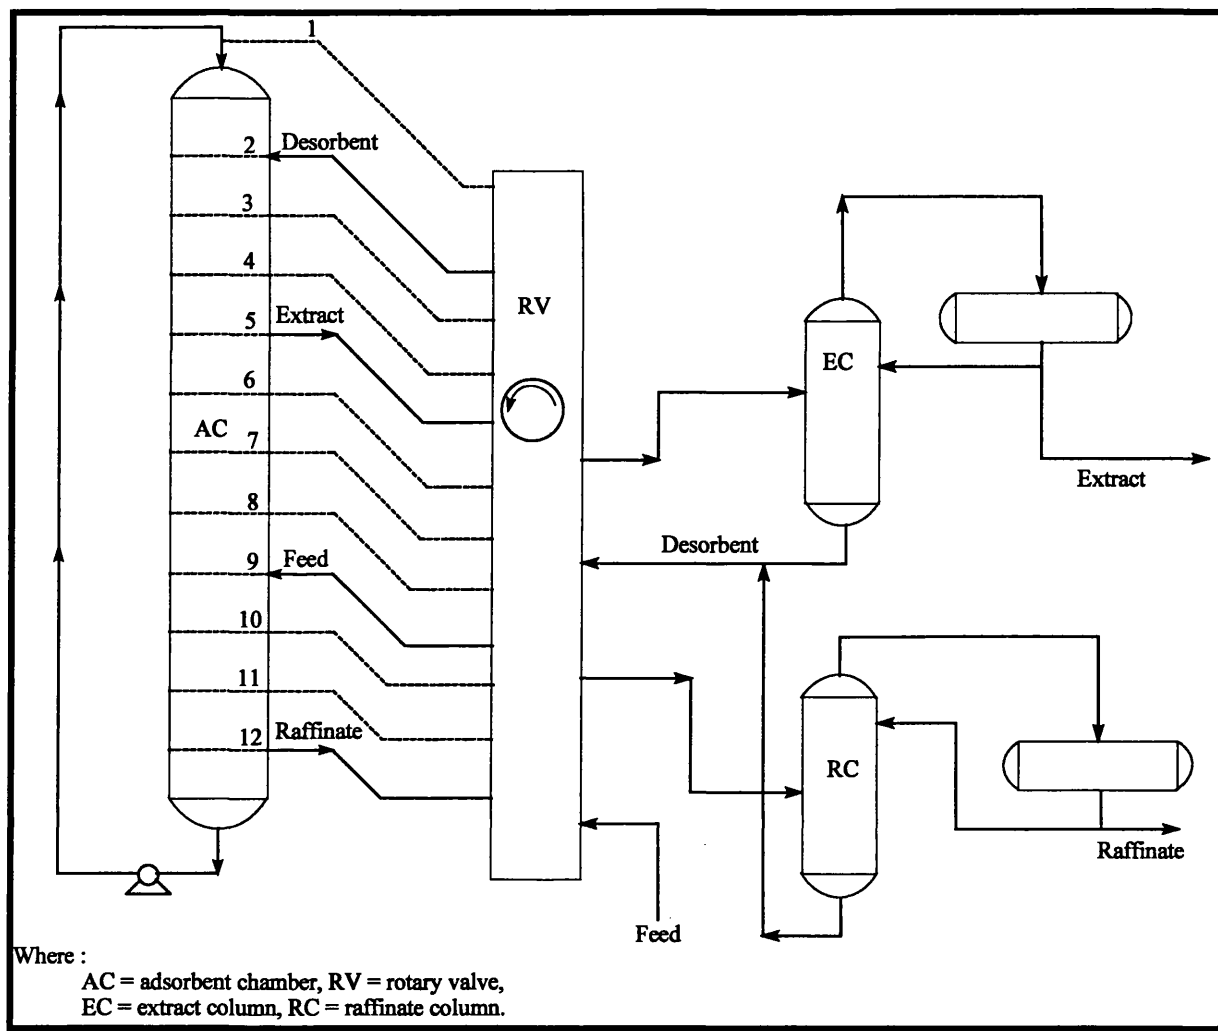 1
2 Desorbent
3
4
5 Extract
6
AC 7
8
9 Feed
10
11
12 Raffinate
RV
EC
Extract
Desorbent
RC
Raffinate
Feed
Where :
AC = adsorbent chamber, RV = rotary valve,
EC = extract column, RC = raffinate column.